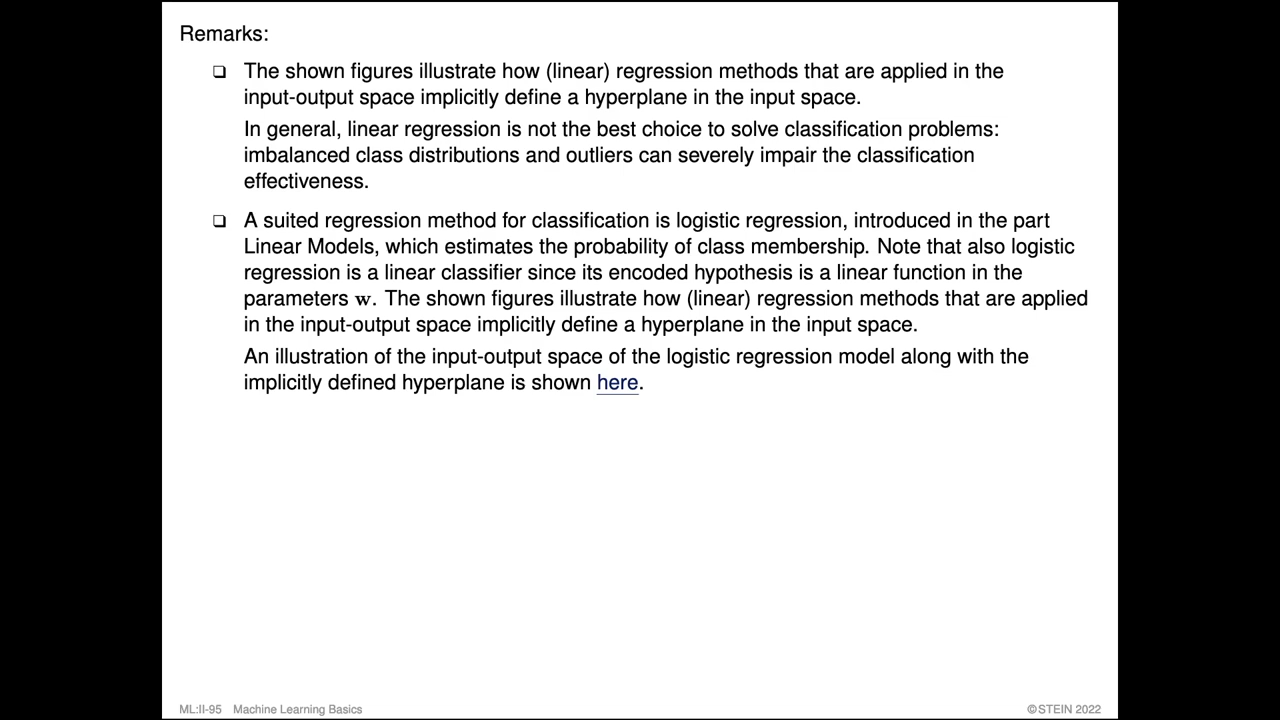 Remarks:
❑ The shown figures illustrate how (linear) regression methods that are applied in the
input-output space implicitly define a hyperplane in the input space.
In general, linear regression is not the best choice to solve classification problems:
imbalanced class distributions and outliers can severely impair the classification
effectiveness.
❑ A suited regression method for classification is logistic regression, introduced in the part
Linear Models, which estimates the probability of class membership. Note that also logistic
regression is a linear classifier since its encoded hypothesis is a linear function in the
parameters w. The shown figures illustrate how (linear) regression methods that are applied
in the input-output space implicitly define a hyperplane in the input space.
An illustration of the input-output space of the logistic regression model along with the
implicitly defined hyperplane is shown here.
ML:II-95 Machine Learning Basics
©STEIN 2022